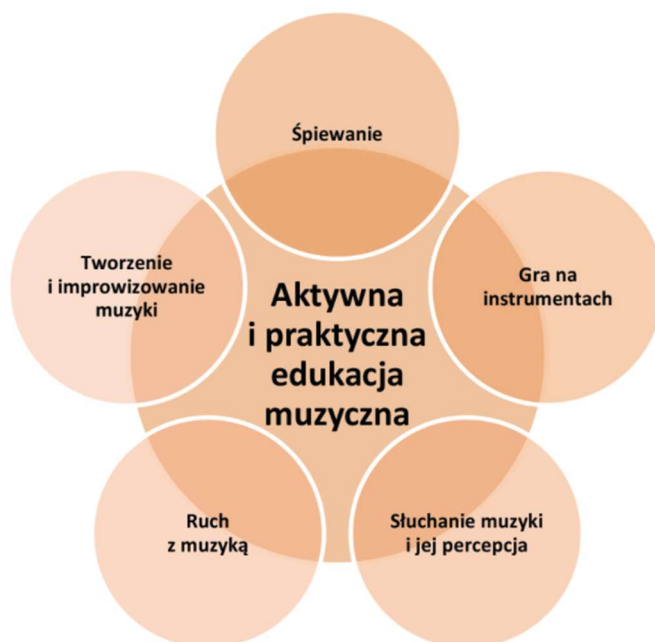 Śpiewanie
Tworzenie
i improwizowanie
muzyki
Aktywna
i praktyczna
edukacja
muzyczna
Gra na
instrumentach
Ruch
z muzyką
Słuchanie muzyki
i jej percepcja